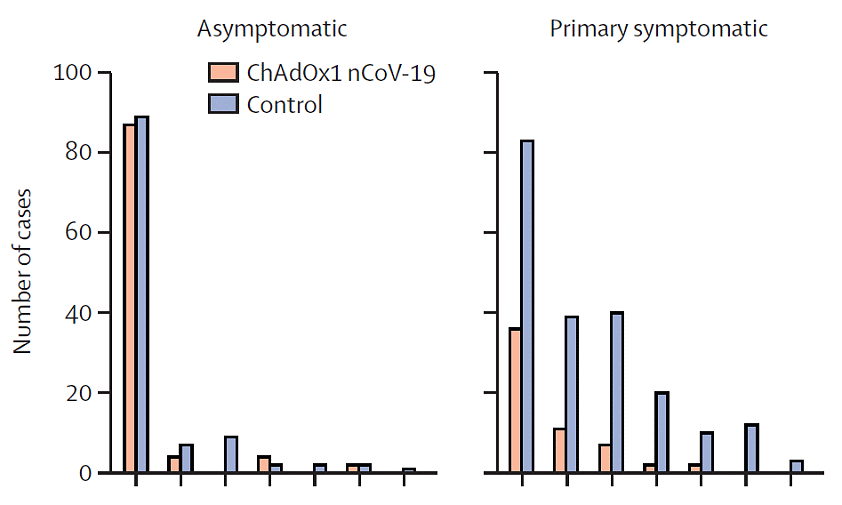 Asymptomatic
Primary symptomatic
ChAdOx1 nCoV-19
Control
Number of cases
100
80
60
40
20
0